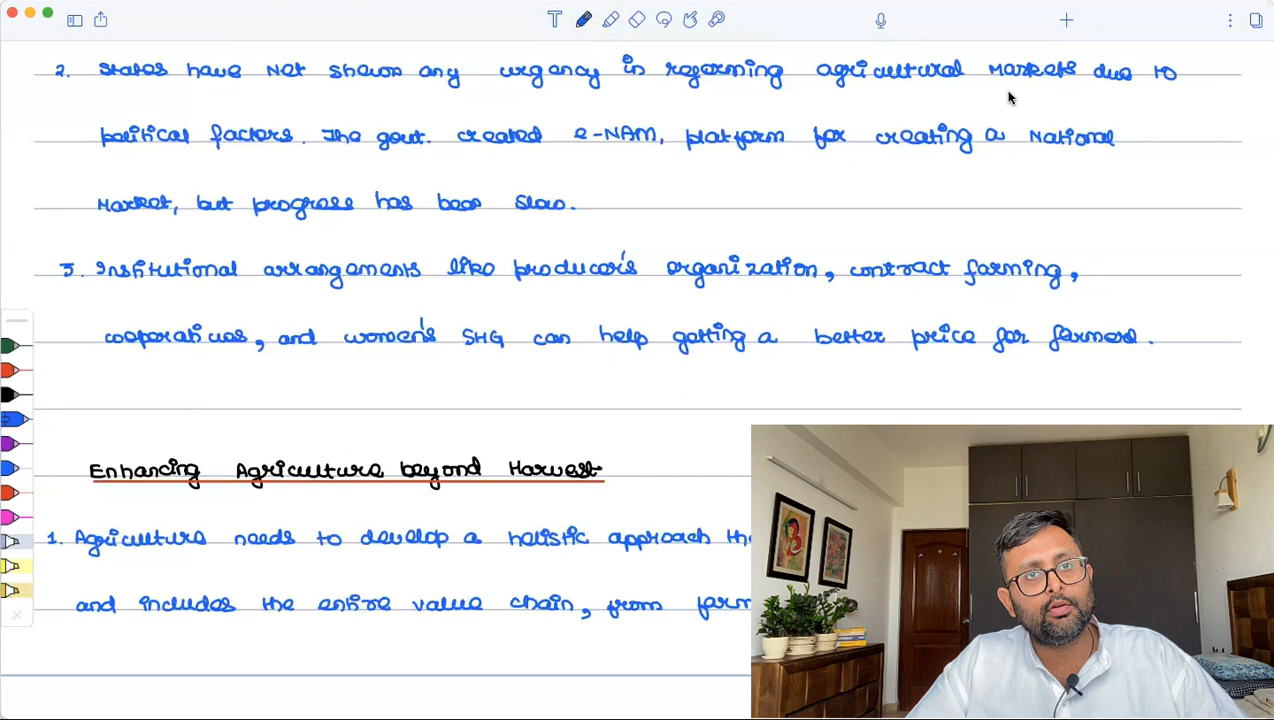 2. States have Not shown any urgency in reforming agricultural Markets due to
political factors. The govt. created e-NAM, platform for creating a National
Market, but progress has been slow.
3. Institutional arrangements like producer's organization, contract farming,
cooperatives, and women's SHG can help getting a better price for farmers.
Enhancing Agriculture beyond Harvest
1. Agriculture needs to develop a holistic approach
and includes the entire value chain, from